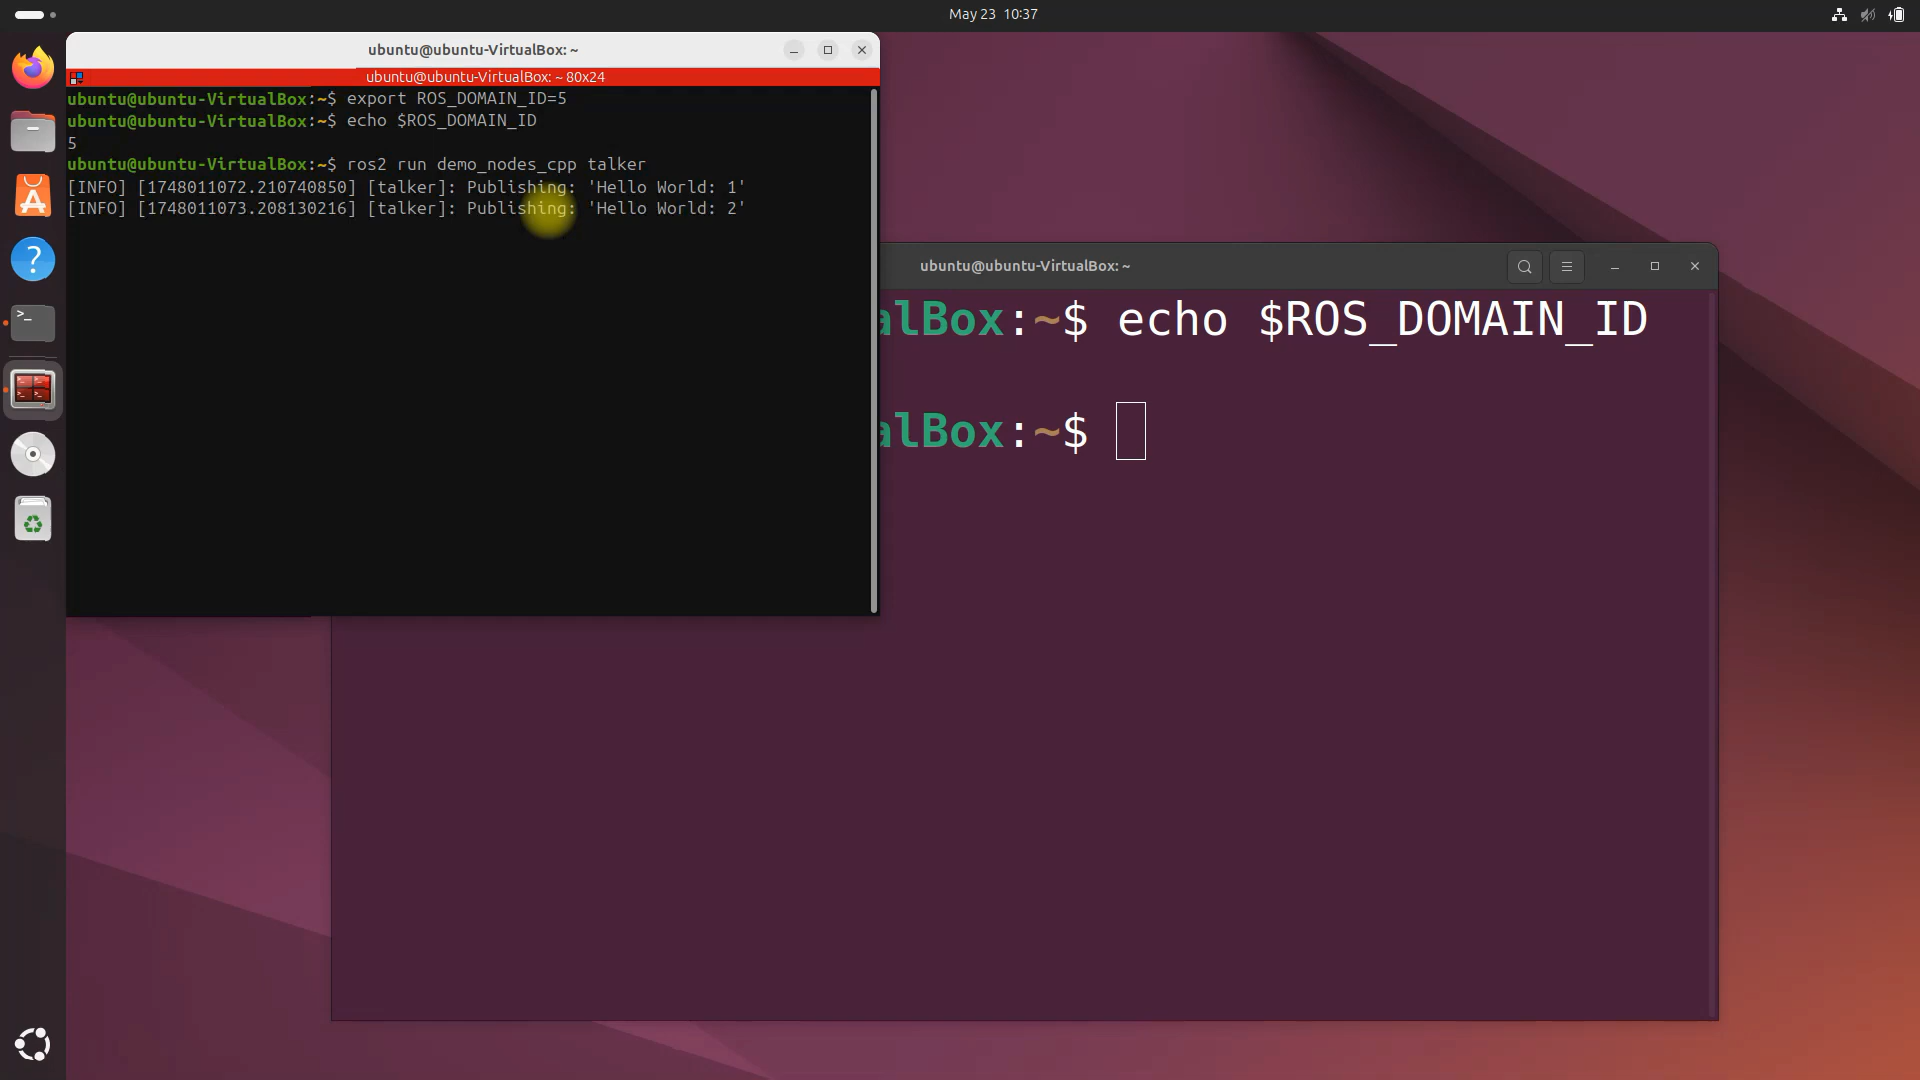 May 23 10:37
ubuntu@ubuntu-VirtualBox: ~
ubuntu@ubuntu-VirtualBox: ~ 80x24
ubuntu@ubuntu-VirtualBox:~$ export ROS_DOMAIN_ID=5
ubuntu@ubuntu-VirtualBox:~$ echo $ROS_DOMAIN_ID
5
ubuntu@ubuntu-VirtualBox:~$ ros2 run demo_nodes_cpp talker
[INFO] [1748011072.210740850] [talker]: Publishing: 'Hello World: 1'
[INFO] [1748011073.208130216] [talker]: Publishing: 'Hello World: 2'
ubuntu@ubuntu-VirtualBox: ~
alBox:~$ echo $ROS_DOMAIN_ID
alBox:~$